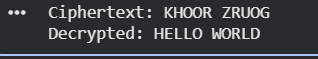 ••• Ciphertext: KHOOR ZRUOG
Decrypted: HELLO WORLD